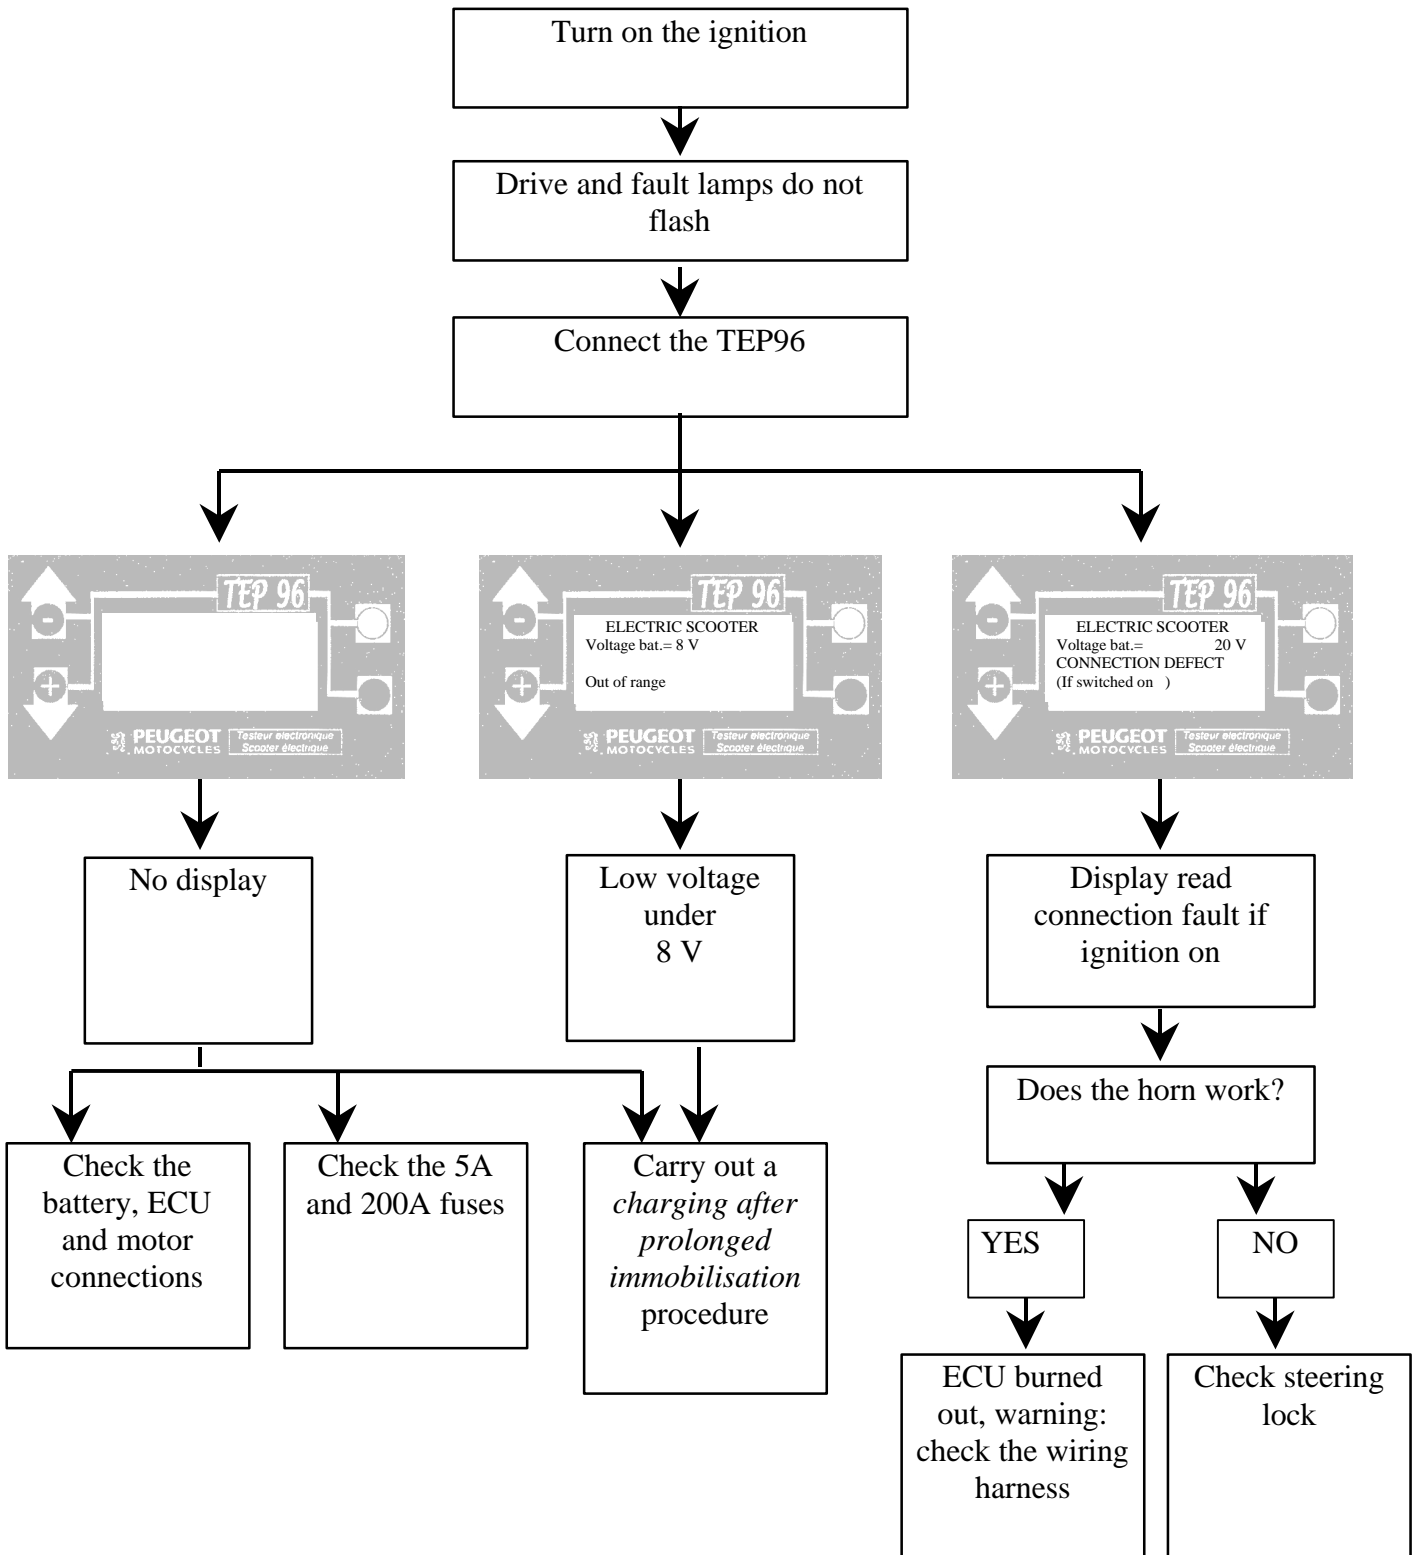 Turn on the ignition
Drive and fault lamps do not
flash
Connect the TEP96
TEP 96
PEUGEOT
MOTOCYCLES
Testeur electronique
Scooter électrique
TEP 96
ELECTRIC SCOOTER
Voltage bat.= 8 V
Out of range
PEUGEOT
MOTOCYCLES
Testeur electronique
Scooter électrique
TEP 96
ELECTRIC SCOOTER
Voltage bat.= 20 V
CONNECTION DEFECT
(If switched on )
PEUGEOT
MOTOCYCLES
Testeur electronique
Scooter électrique
No display
Low voltage
under
8 V
Display read
connection fault if
ignition on
Does the horn work?
Check the
battery, ECU
and motor
connections
Check the 5A
and 200A fuses
Carry out a
charging after
prolonged
immobilisation
procedure
YES
NO
ECU burned
out, warning:
check the wiring
harness
Check steering
lock